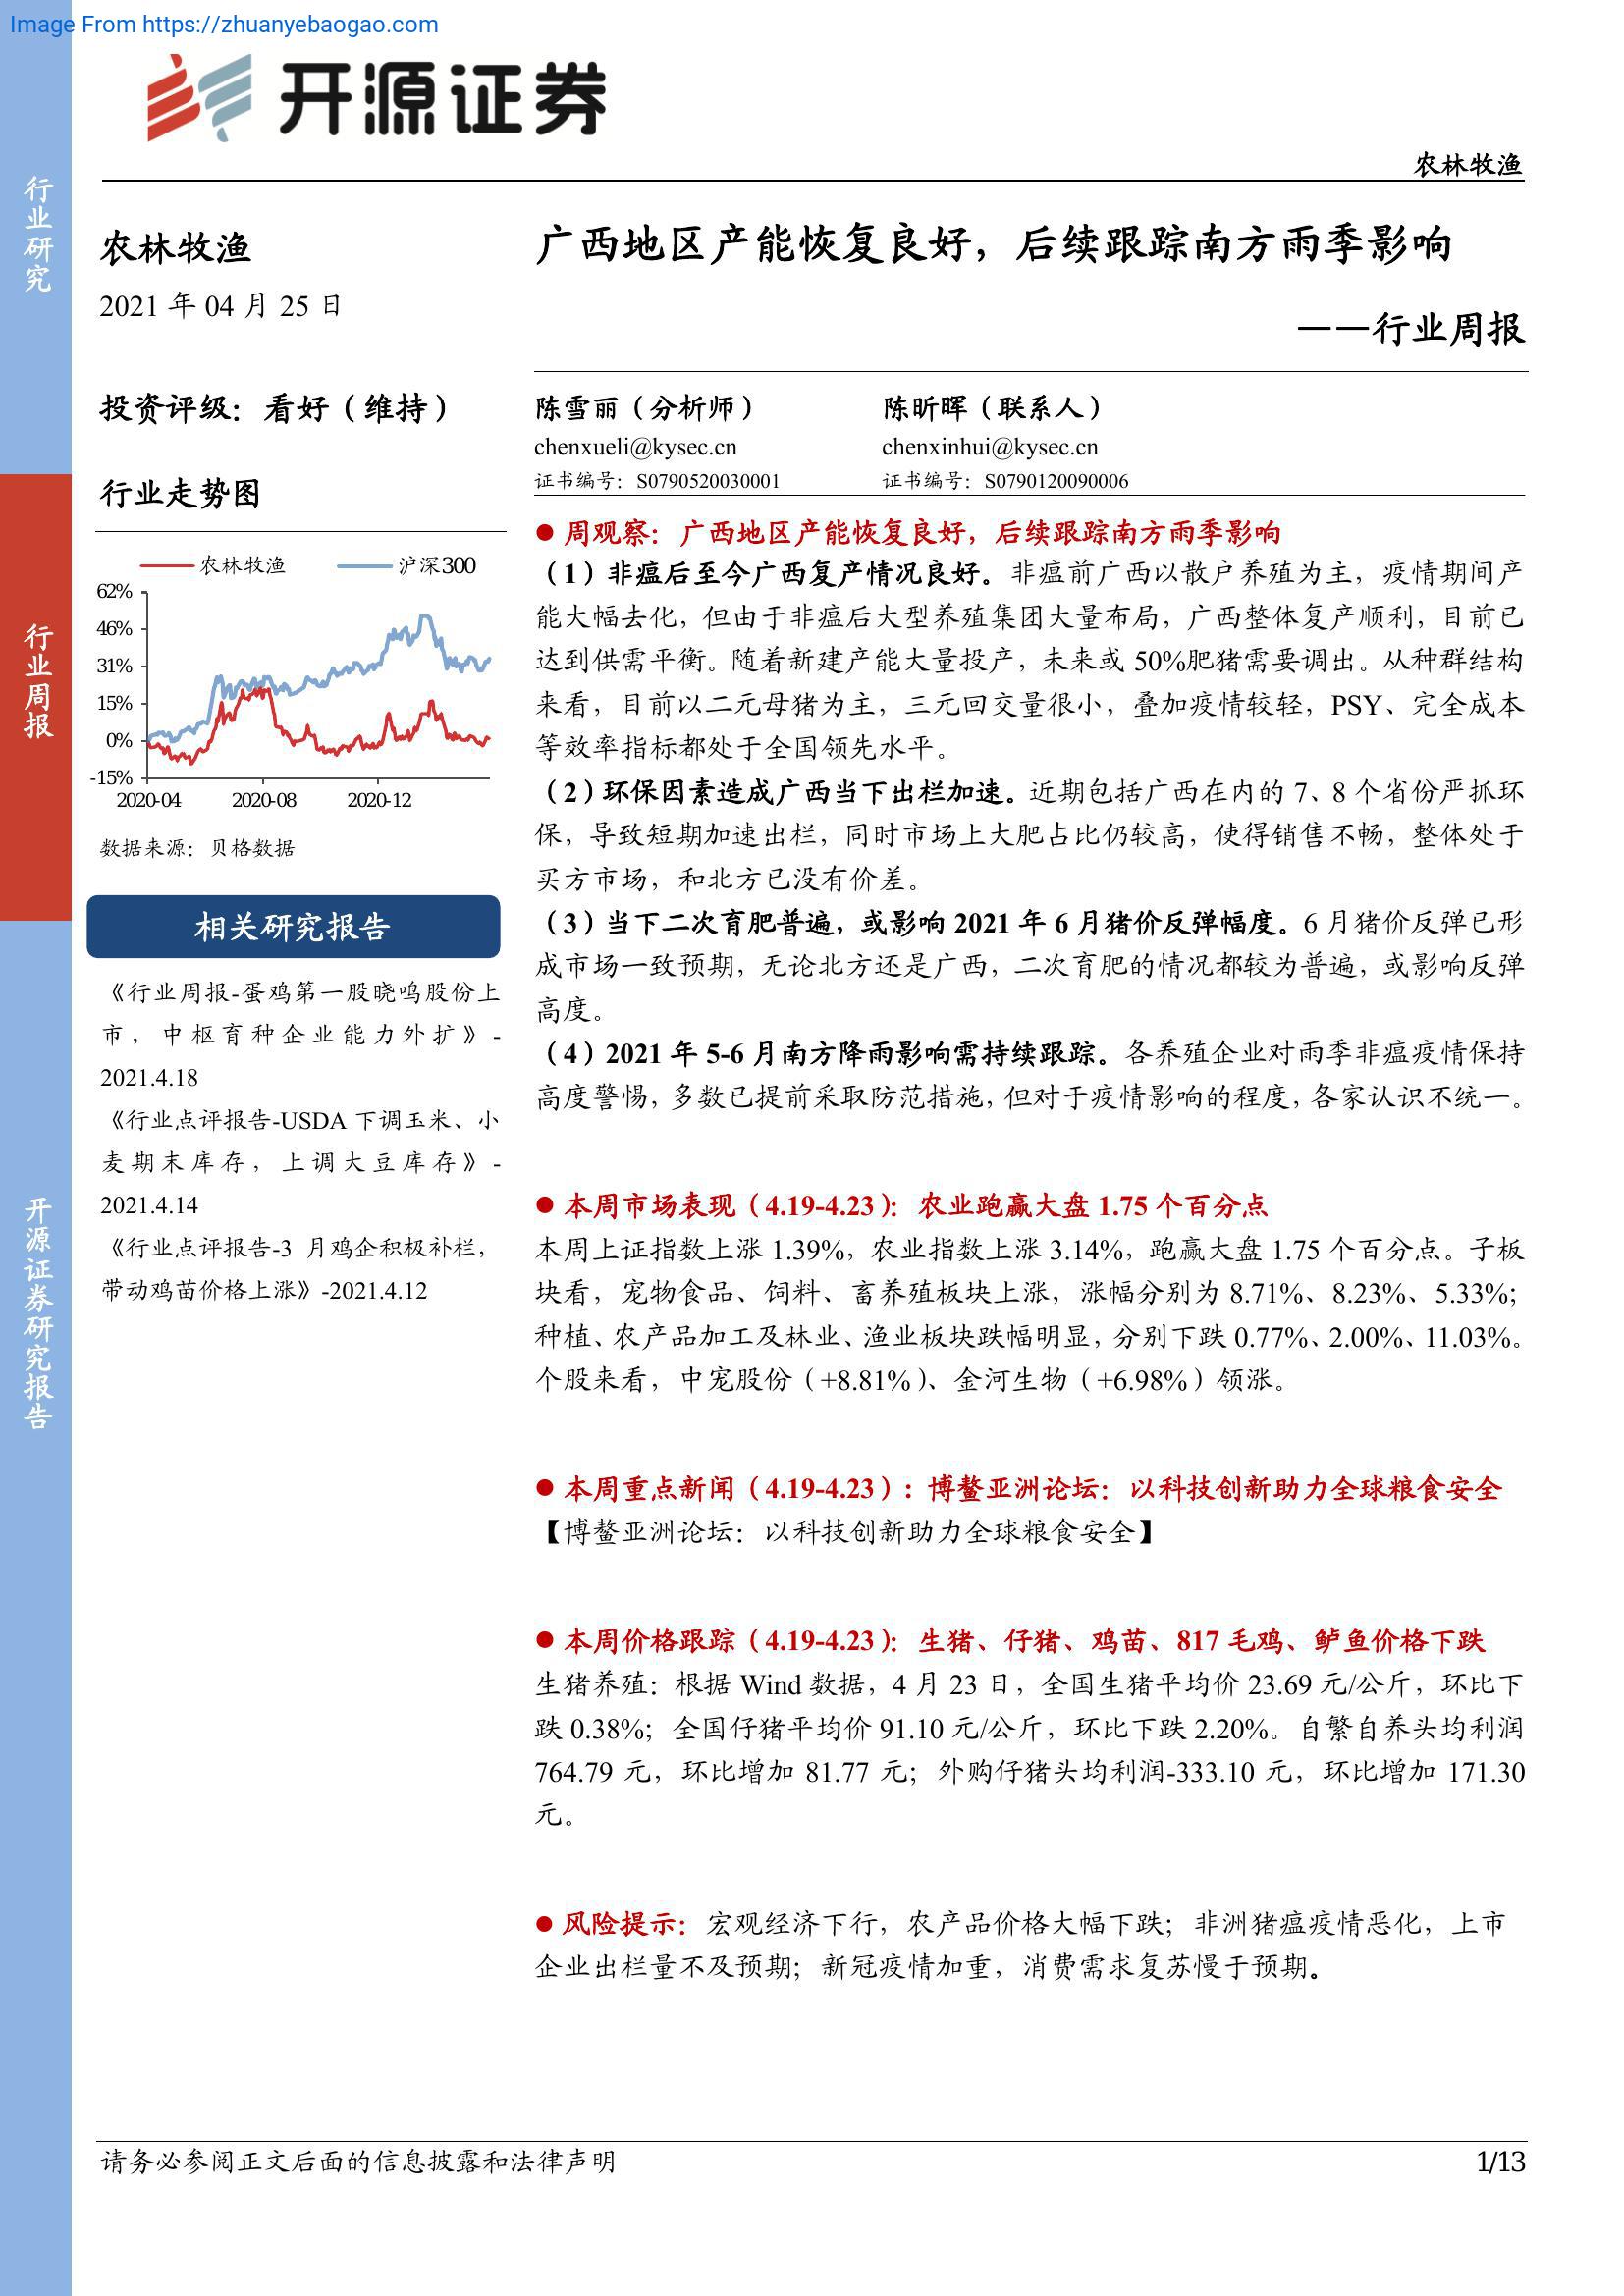 Image From https://zhuanyebaogao.com
开源证券
农林牧渔
行业研究
行业周报
开源证券研究报告
农林牧渔
2021 年 04 月 25 日
投资评级：看好（维持）
行业走势图
农林牧渔 沪深300
62%
46%
31%
15%
0%
-15%
2020-04 2020-08 2020-12
数据来源：贝格数据
相关研究报告
《行业周报-蛋鸡第一股晓鸣股份上
市，中枢育种企业能力外扩》-
2021.4.18
《行业点评报告-USDA 下调玉米、小
麦期末库存，上调大豆库存》-
2021.4.14
《行业点评报告-3 月鸡企积极补栏，
带动鸡苗价格上涨》-2021.4.12
广西地区产能恢复良好，后续跟踪南方雨季影响
——行业周报
陈雪丽（分析师） 陈昕晖（联系人）
chenxueli@kysec.cn chenxinhui@kysec.cn
证书编号：S0790520030001 证书编号：S0790120090006
● 周观察：广西地区产能恢复良好，后续跟踪南方雨季影响
（1）非瘟后至今广西复产情况良好。非瘟前广西以散户养殖为主，疫情期间产
能大幅去化，但由于非瘟后大型养殖集团大量布局，广西整体复产顺利，目前已
达到供需平衡。随着新建产能大量投产，未来或 50%肥猪需要调出。从种群结构
来看，目前以二元母猪为主，三元回交量很小，叠加疫情较轻，PSY、完全成本
等效率指标都处于全国领先水平。
（2）环保因素造成广西当下出栏加速。近期包括广西在内的 7、8 个省份严抓环
保，导致短期加速出栏，同时市场上大肥占比仍较高，使得销售不畅，整体处于
买方市场，和北方已没有价差。
（3）当下二次育肥普遍，或影响 2021 年 6 月猪价反弹幅度。6 月猪价反弹已形
成市场一致预期，无论北方还是广西，二次育肥的情况都较为普遍，或影响反弹
高度。
（4）2021 年 5-6 月南方降雨影响需持续跟踪。各养殖企业对雨季非瘟疫情保持
高度警惕，多数已提前采取防范措施，但对于疫情影响的程度，各家认识不统一。
● 本周市场表现（4.19-4.23）：农业跑赢大盘 1.75 个百分点
本周上证指数上涨 1.39%，农业指数上涨 3.14%，跑赢大盘 1.75 个百分点。子板
块看，宠物食品、饲料、畜养殖板块上涨，涨幅分别为 8.71%、8.23%、5.33%；
种植、农产品加工及林业、渔业板块跌幅明显，分别下跌 0.77%、2.00%、11.03%。
个股来看，中宠股份（+8.81%）、金河生物（+6.98%）领涨。
● 本周重点新闻（4.19-4.23）：博鳌亚洲论坛：以科技创新助力全球粮食安全
【博鳌亚洲论坛：以科技创新助力全球粮食安全】
● 本周价格跟踪（4.19-4.23）：生猪、仔猪、鸡苗、817 毛鸡、鲈鱼价格下跌
生猪养殖：根据 Wind 数据，4 月 23 日，全国生猪平均价 23.69 元/公斤，环比下
跌 0.38%；全国仔猪平均价 91.10 元/公斤，环比下跌 2.20%。自繁自养头均利润
764.79 元，环比增加 81.77 元；外购仔猪头均利润-333.10 元，环比增加 171.30
元。
● 风险提示：宏观经济下行，农产品价格大幅下跌；非洲猪瘟疫情恶化，上市
企业出栏量不及预期；新冠疫情加重，消费需求复苏慢于预期。
请务必参阅正文后面的信息披露和法律声明 1/13